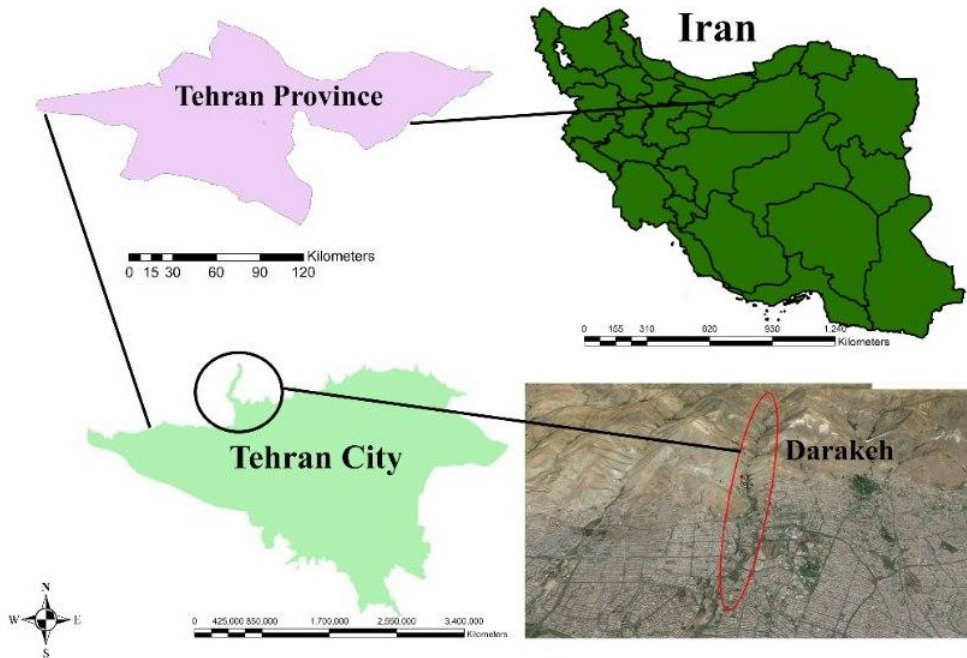 Iran
Tehran Province
Kilometers
0 15 30 60 90 120
0 155 310 620 930 1,240
Kilometers
Tehran City
Darakeh
N
W E
S
0 425,000 850,000 1,700,000 2,550,000 3,400,000
Kilometers